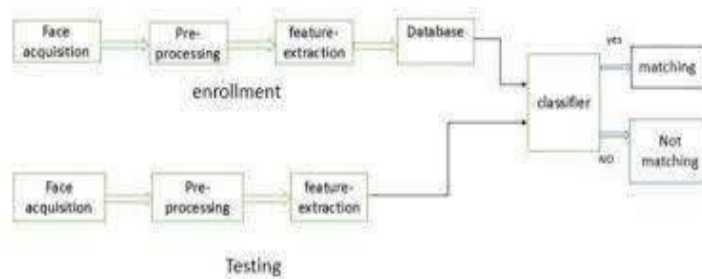 Face
acquisition
Pre-
processing
feature-
extraction
Database
enrollment
classifier
yes
matching
NO
Not
matching
Face
acquisition
Pre-
processing
feature-
extraction
Testing